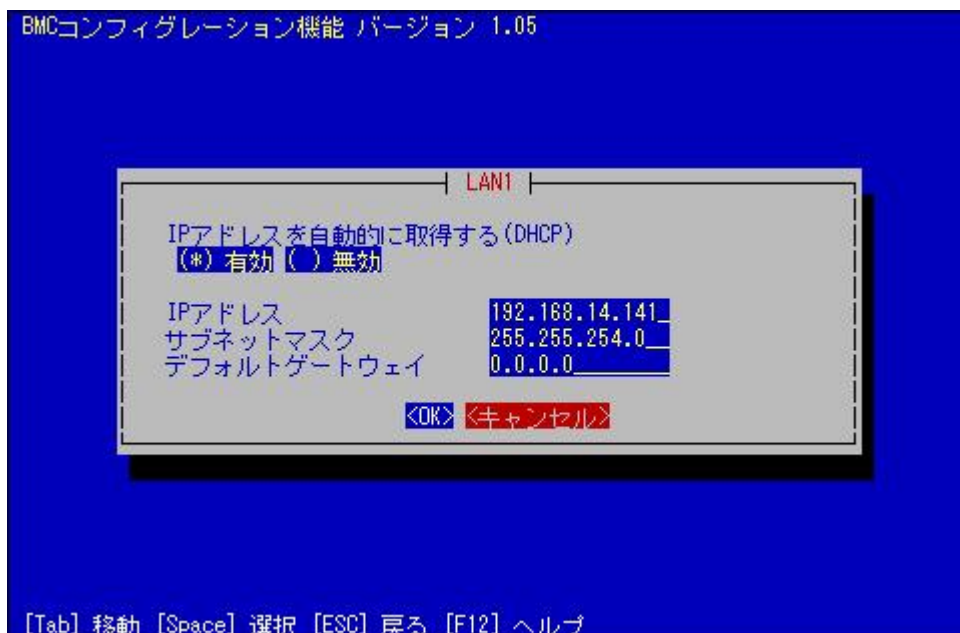 BMCコンフィグレーション機能 バージョン 1.05
LAN1
IPアドレスを自動的に取得する(DHCP)
(*) 有効 ( ) 無効
IPアドレス 192.168.14.141_
サブネットマスク 255.255.254.0__
デフォルトゲートウェイ 0.0.0.0________
<OK> <キャンセル>
[Tab] 移動 [Space] 選択 [ESC] 戻る [F12] ヘルプ